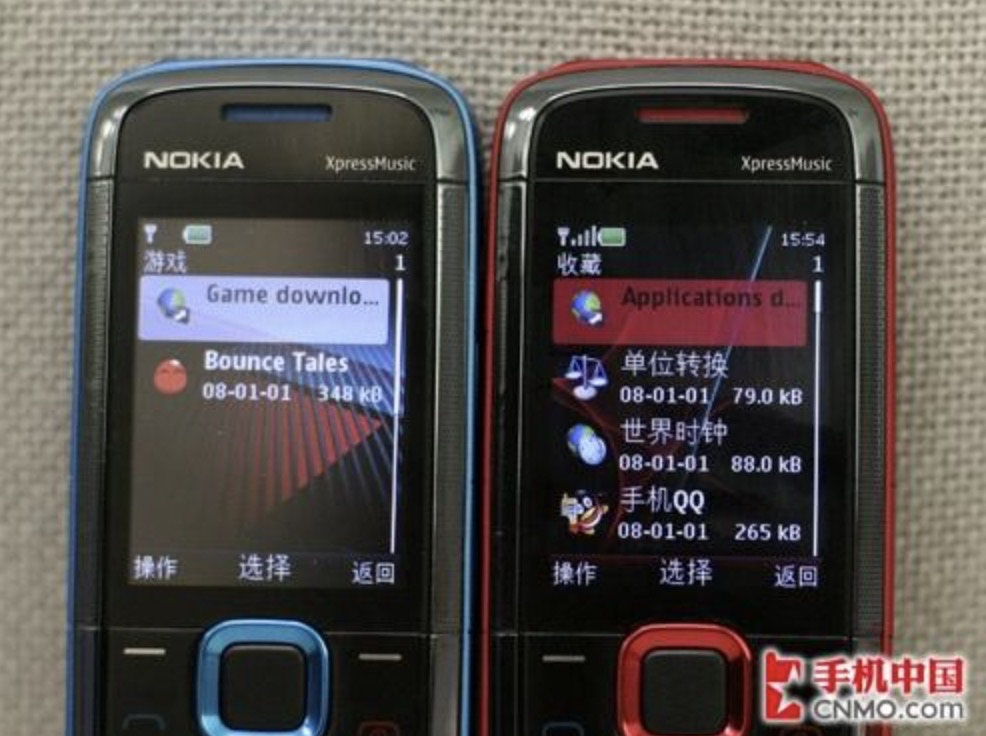 NOKIA XpressMusic
15:02
游戏 1
Game downlo...
Bounce Tales
08-01-01 348 kB
操作 选择 返回
NOKIA XpressMusic
15:54
收藏 1
Applications d...
单位转换
08-01-01 79.0 kB
世界时钟
08-01-01 88.0 kB
手机QQ
08-01-01 265 kB
操作 选择 返回
手机中国
CNMO.com